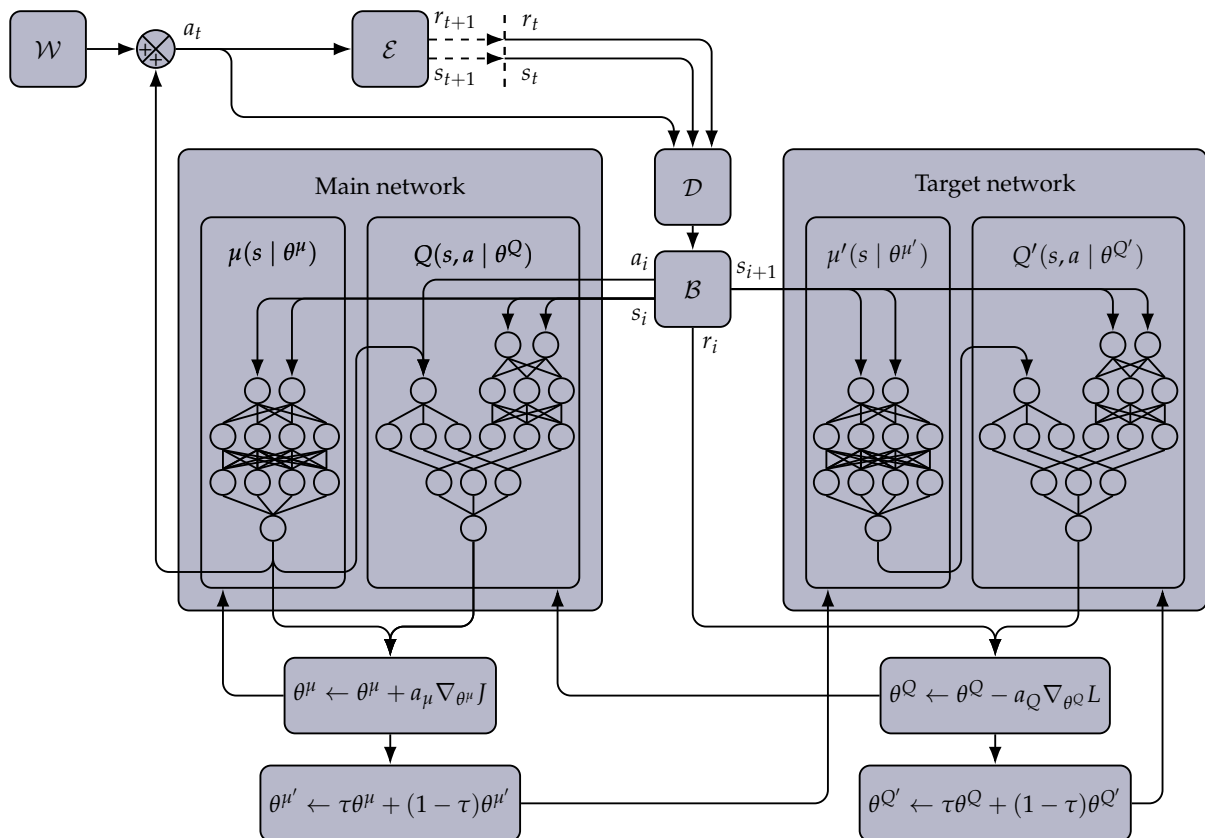 𝒲
+
+
a_t
ℰ
r_{t+1}
r_t
s_{t+1}
s_t
𝒟
Main network
Target network
μ(s | θ^μ)
Q(s, a | θ^Q)
a_i
s_i
ℬ
s_{i+1}
r_i
μ′(s | θ^{μ′})
Q′(s, a | θ^{Q′})
θ^μ ← θ^μ + a_μ ∇_{θ^μ} J
θ^Q ← θ^Q − a_Q ∇_{θ^Q} L
θ^{μ′} ← τθ^μ + (1 − τ)θ^{μ′}
θ^{Q′} ← τθ^Q + (1 − τ)θ^{Q′}